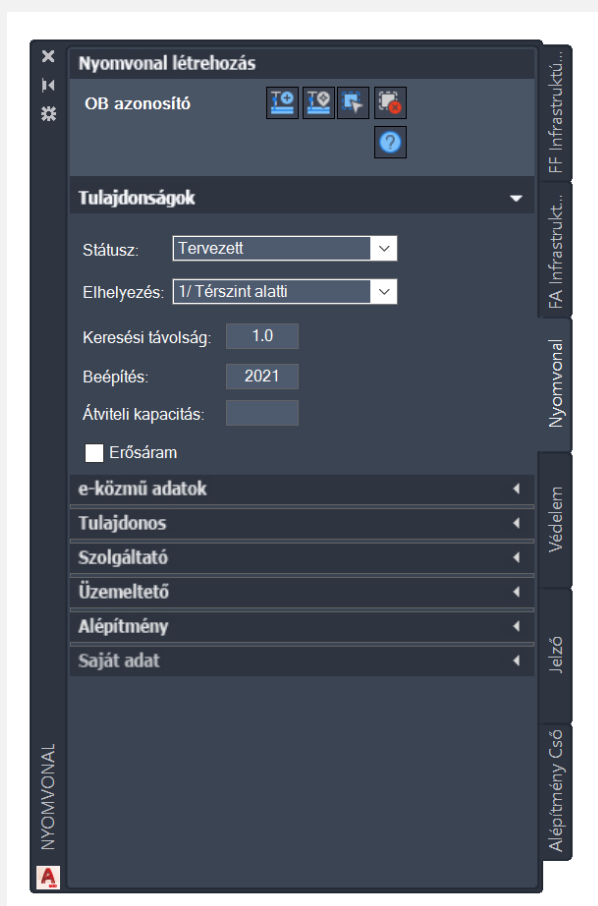 Nyomvonal létrehozás
OB azonosító
Tulajdonságok
Státusz: Tervezett
Elhelyezés: 1/ Térszint alatti
Keresési távolság: 1.0
Beépítés: 2021
Átviteli kapacitás:
Erősáram
e-közmű adatok
Tulajdonos
Szolgáltató
Üzemeltető
Alépítmény
Saját adat
NYOMVONAL
FF Infrastruktú...
FA Infrastrukt...
Nyomvonal
Védelem
Jelző
Alépítmény Cső